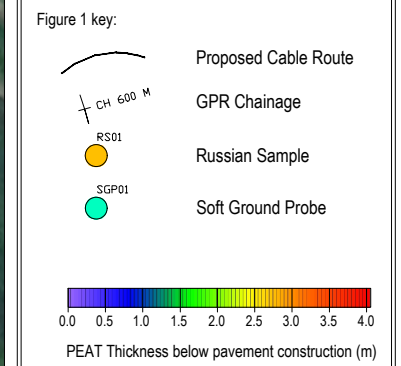 Figure 1 key:
Proposed Cable Route
CH 600 M
GPR Chainage
RS01
Russian Sample
SGP01
Soft Ground Probe
0.0 0.5 1.0 1.5 2.0 2.5 3.0 3.5 4.0
PEAT Thickness below pavement construction (m)